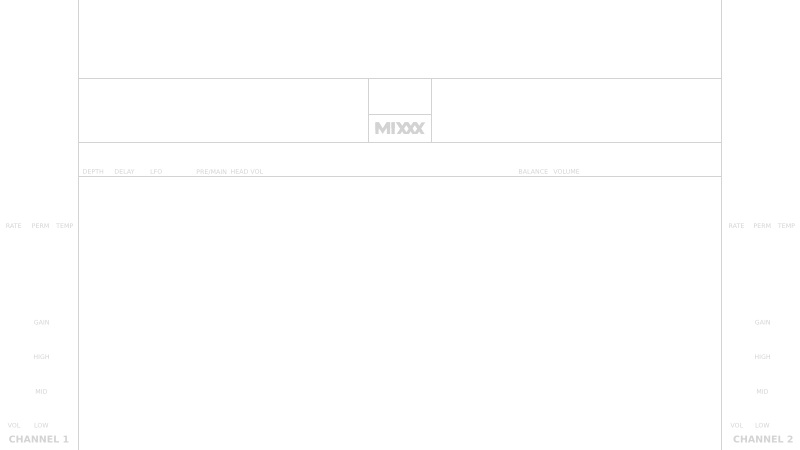 MIXXX
DEPTH DELAY LFO PRE/MAIN HEAD VOL BALANCE VOLUME
RATE PERM TEMP
GAIN
HIGH
MID
VOL LOW
CHANNEL 1
RATE PERM TEMP
GAIN
HIGH
MID
VOL LOW
CHANNEL 2